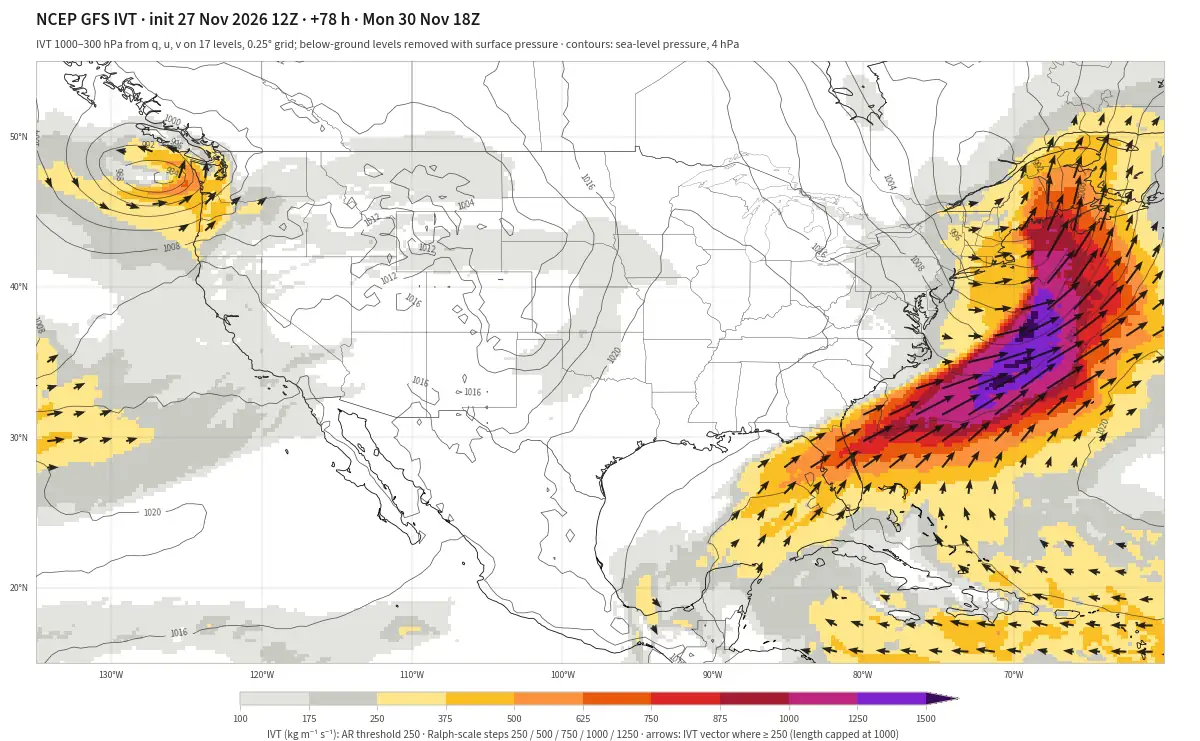 NCEP GFS IVT · init 27 Nov 2026 12Z · +78 h · Mon 30 Nov 18Z
IVT 1000–300 hPa from q, u, v on 17 levels, 0.25° grid; below-ground levels removed with surface pressure · contours: sea-level pressure, 4 hPa
1000
992
50°N
1016
1004
988
1004
1012
1008
1012
1016
996
1008
1012
40°N
1016
1008
1020
1016
1016
1020
30°N
1020
20°N
1016
130°W
120°W
110°W
100°W
90°W
80°W
70°W
100
175
250
375
500
625
750
875
1000
1250
1500
IVT (kg m⁻¹ s⁻¹): AR threshold 250 · Ralph-scale steps 250 / 500 / 750 / 1000 / 1250 · arrows: IVT vector where ≥ 250 (length capped at 1000)